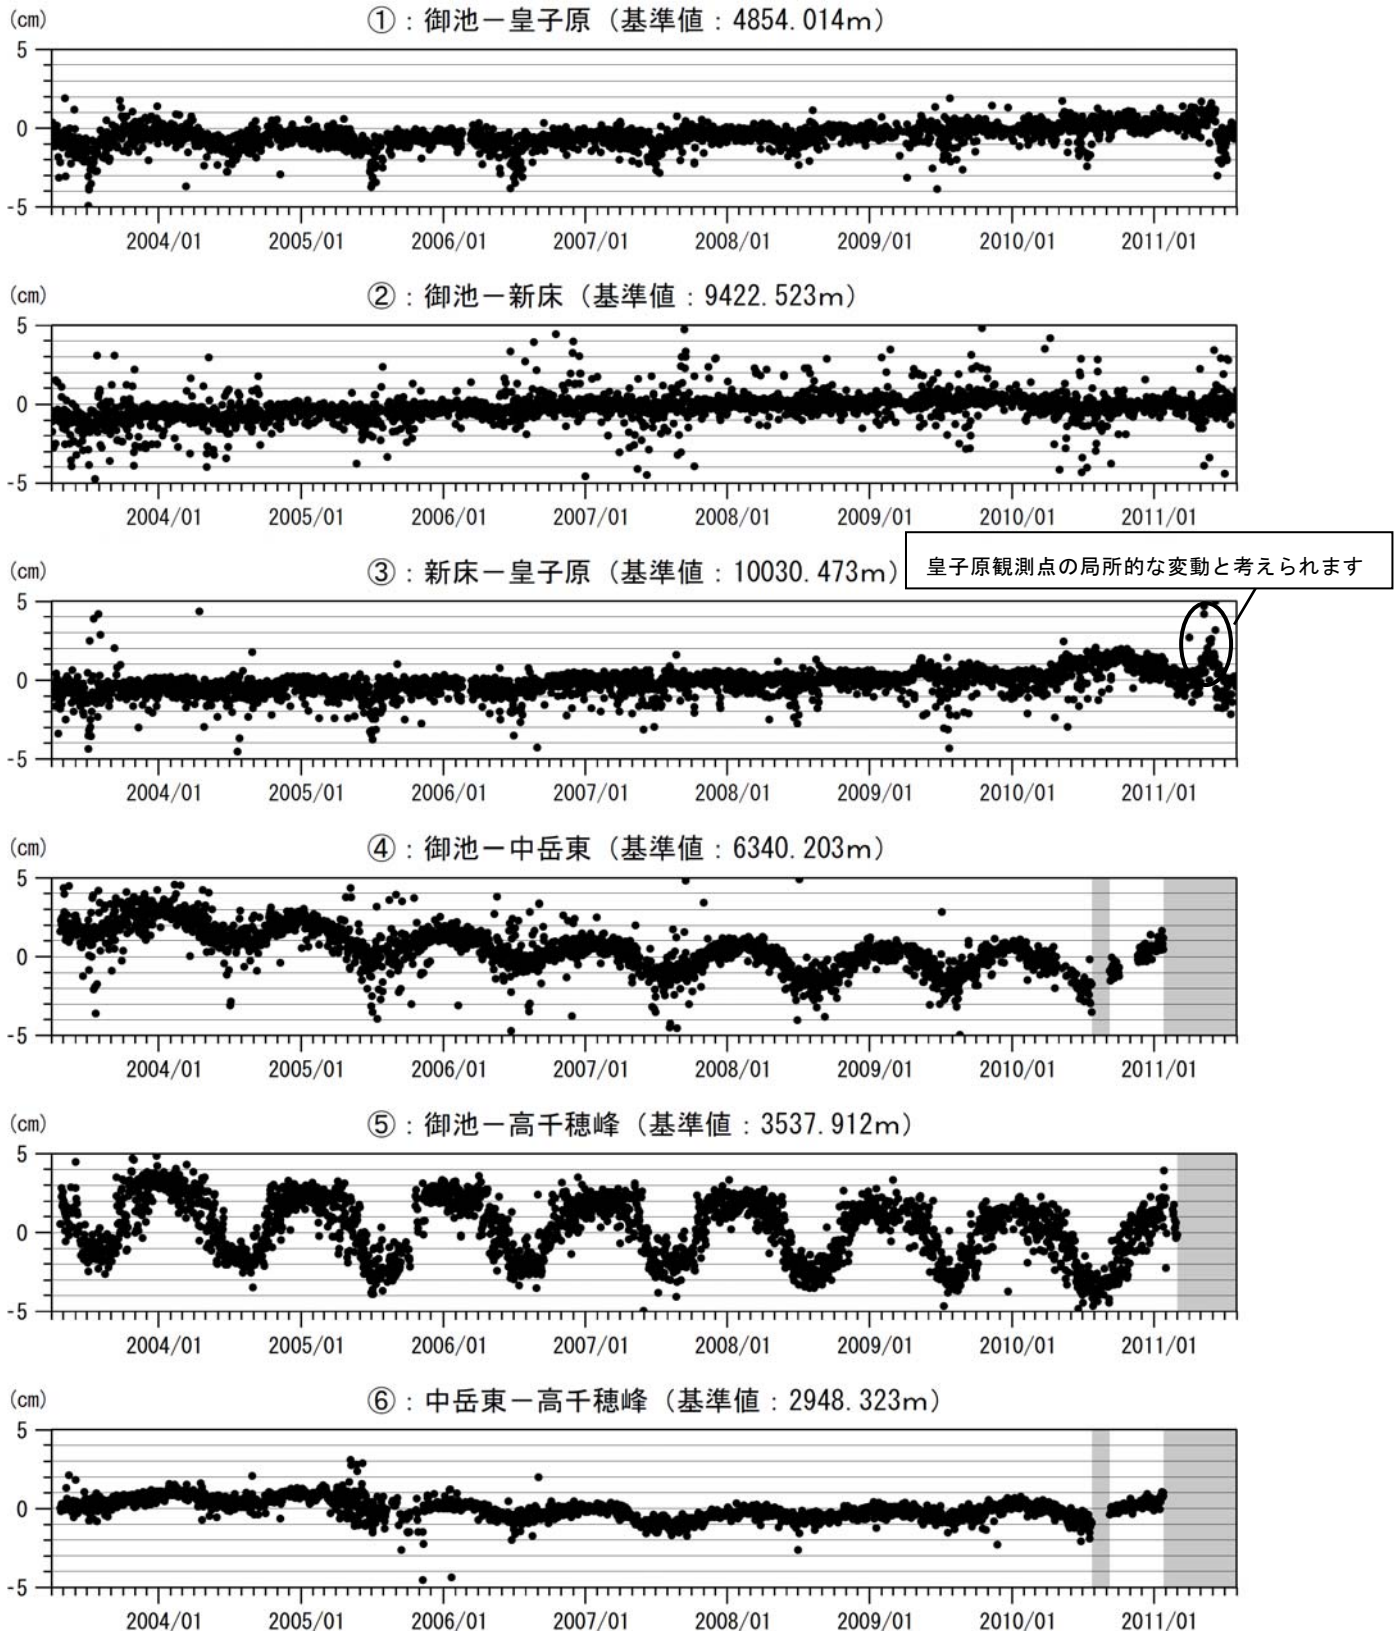 (cm) ①：御池－皇子原（基準値：4854.014m）
5
0
-5
2004/01 2005/01 2006/01 2007/01 2008/01 2009/01 2010/01 2011/01
(cm) ②：御池－新床（基準値：9422.523m）
5
0
-5
2004/01 2005/01 2006/01 2007/01 2008/01 2009/01 2010/01 2011/01
皇子原観測点の局所的な変動と考えられます
(cm) ③：新床－皇子原（基準値：10030.473m）
5
0
-5
2004/01 2005/01 2006/01 2007/01 2008/01 2009/01 2010/01 2011/01
(cm) ④：御池－中岳東（基準値：6340.203m）
5
0
-5
2004/01 2005/01 2006/01 2007/01 2008/01 2009/01 2010/01 2011/01
(cm) ⑤：御池－高千穂峰（基準値：3537.912m）
5
0
-5
2004/01 2005/01 2006/01 2007/01 2008/01 2009/01 2010/01 2011/01
(cm) ⑥：中岳東－高千穂峰（基準値：2948.323m）
5
0
-5
2004/01 2005/01 2006/01 2007/01 2008/01 2009/01 2010/01 2011/01